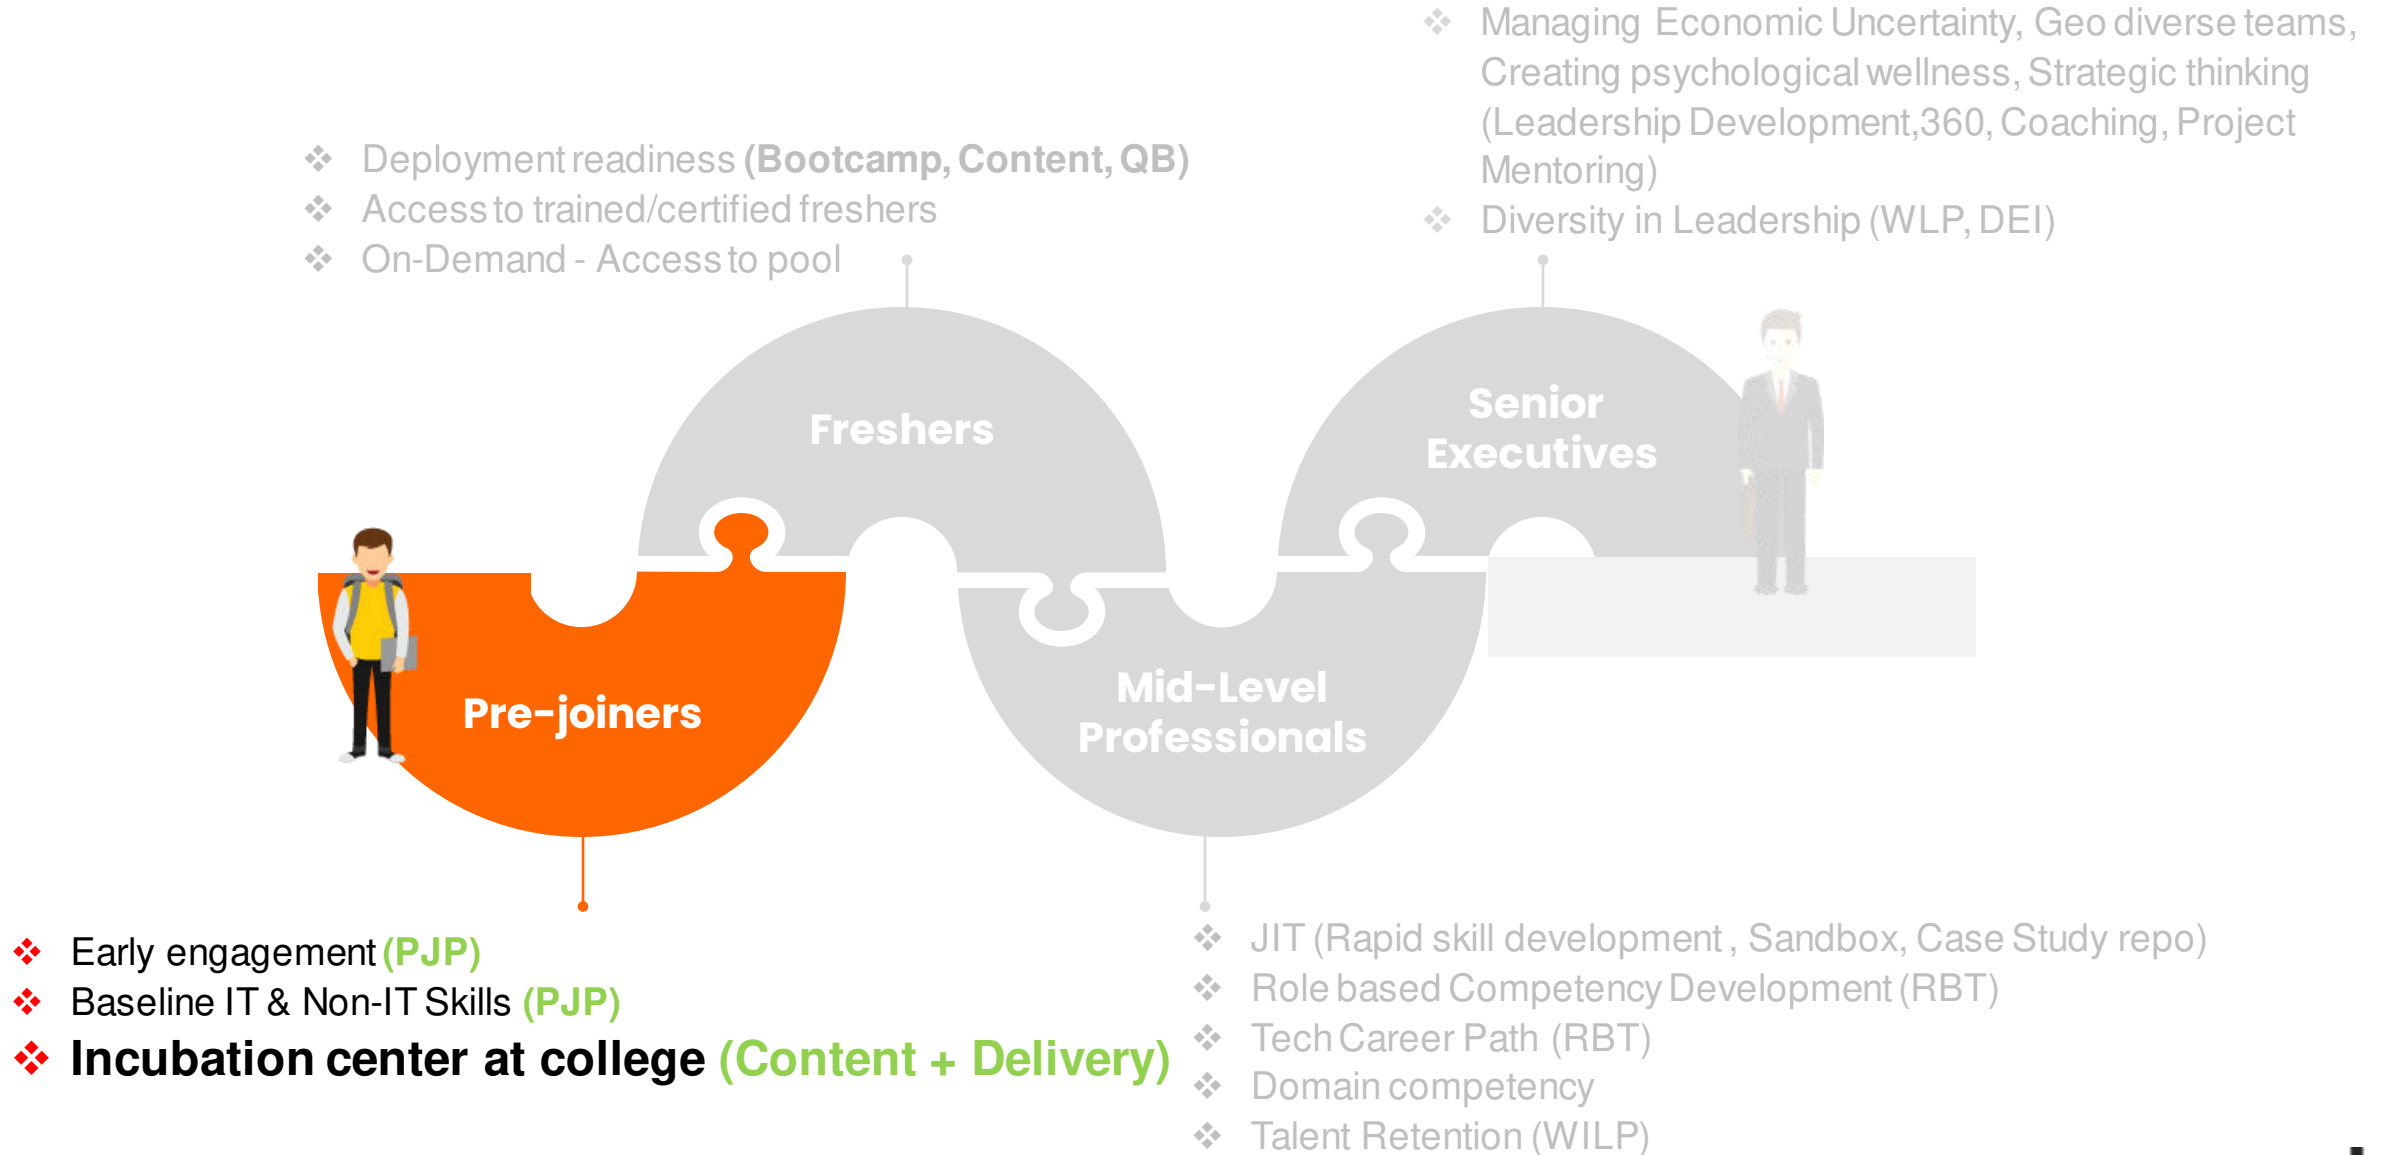 Managing Economic Uncertainty, Geo diverse teams,
Creating psychological wellness, Strategic thinking
(Leadership Development,360, Coaching, Project
Mentoring)
Diversity in Leadership (WLP, DEI)
Deployment readiness (Bootcamp, Content, QB)
Access to trained/certified freshers
On-Demand - Access to pool
Freshers
Senior
Executives
Pre-joiners
Mid-Level
Professionals
Early engagement (PJP)
Baseline IT & Non-IT Skills (PJP)
Incubation center at college (Content + Delivery)
JIT (Rapid skill development , Sandbox, Case Study repo)
Role based Competency Development (RBT)
Tech Career Path (RBT)
Domain competency
Talent Retention (WILP)